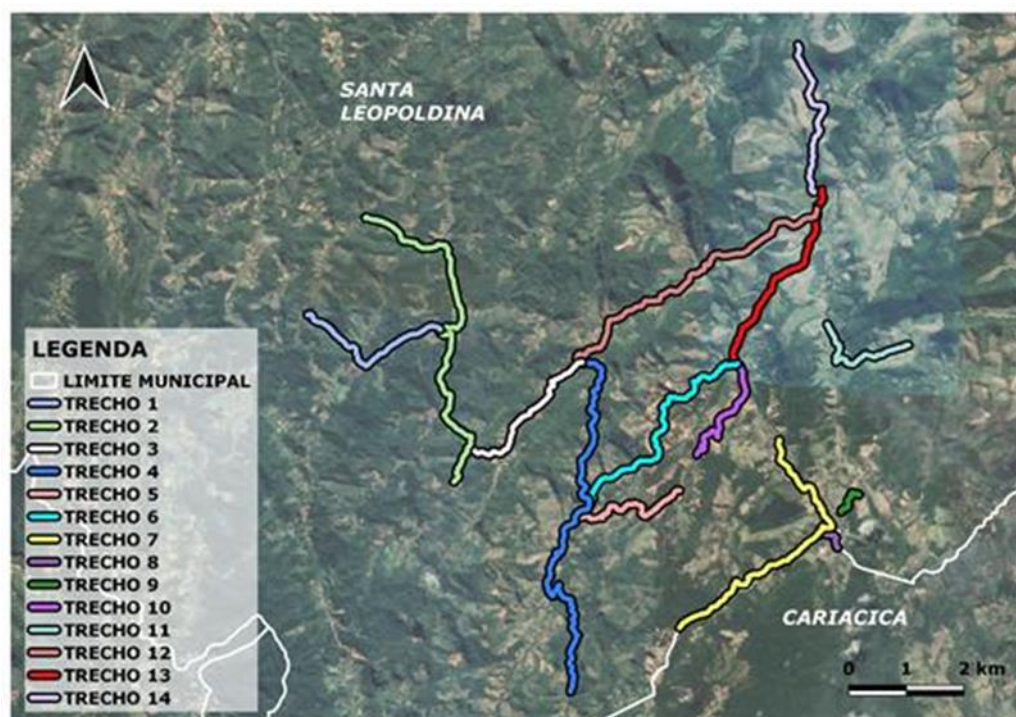 SANTA
LEOPOLDINA
LEGENDA
LIMITE MUNICIPAL
TRECHO 1
TRECHO 2
TRECHO 3
TRECHO 4
TRECHO 5
TRECHO 6
TRECHO 7
TRECHO 8
TRECHO 9
TRECHO 10
TRECHO 11
TRECHO 12
TRECHO 13
TRECHO 14
CARIACICA
0 1 2 km